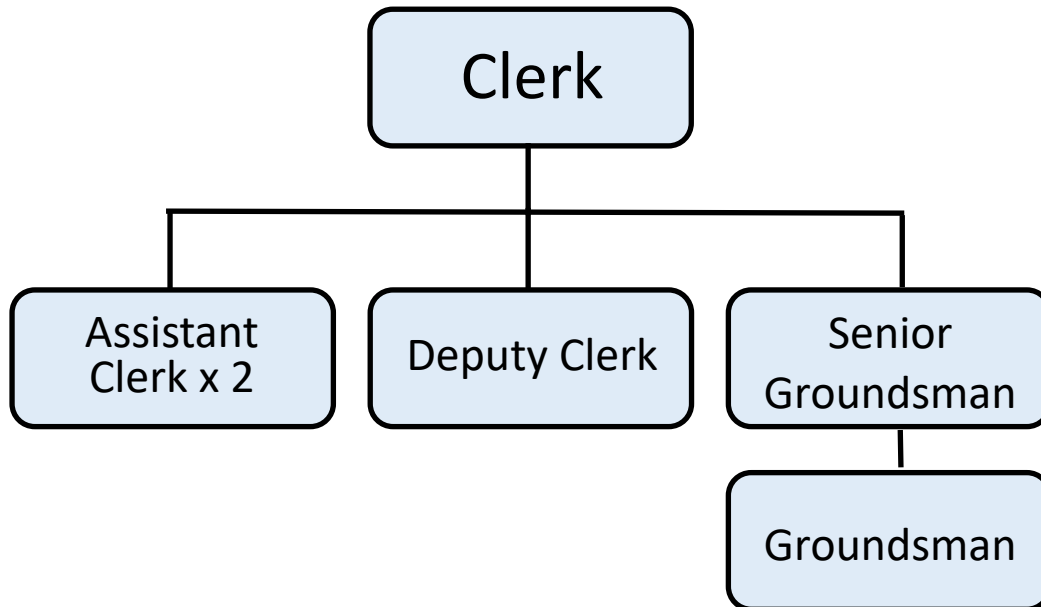 Clerk
Assistant
Clerk x 2
Deputy Clerk
Senior
Groundsman
Groundsman